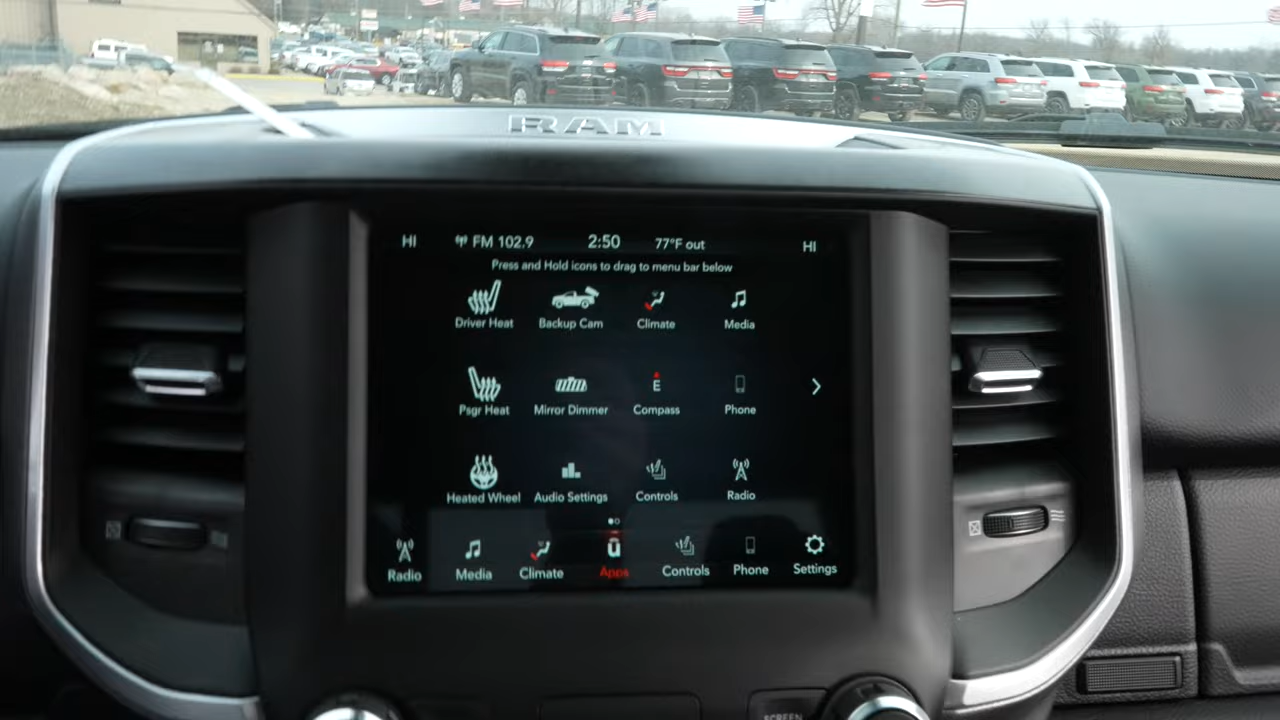 RAM
HI FM 102.9 2:50 77°F out HI
Press and Hold icons to drag to menu bar below
Driver Heat Backup Cam Climate Media
E
Psgr Heat Mirror Dimmer Compass Phone
Heated Wheel Audio Settings Controls Radio
Radio Media Climate Apps Controls Phone Settings
SCREEN